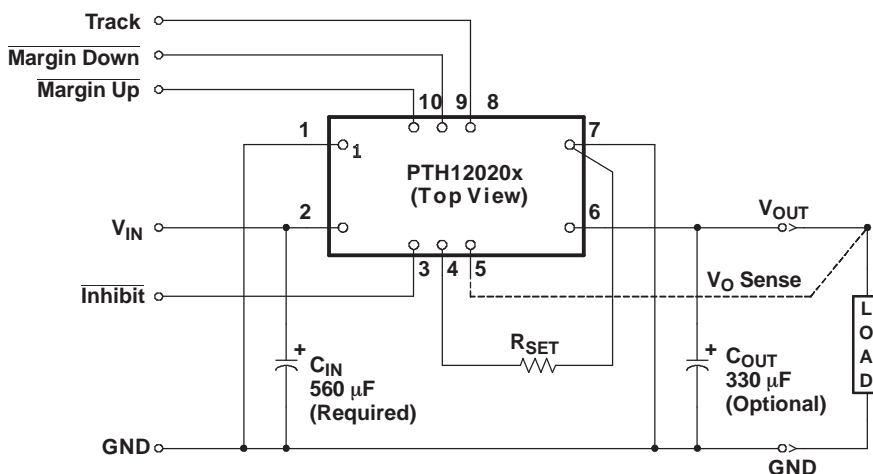 Track
Margin Down
Margin Up
10 9 8
1
7
1
PTH12020x
(Top View)
2
6
VIN
VOUT
3 4 5
Inhibit
VO Sense
LOAD
RSET
+
CIN
560 μF
(Required)
+
COUT
330 μF
(Optional)
GND
GND